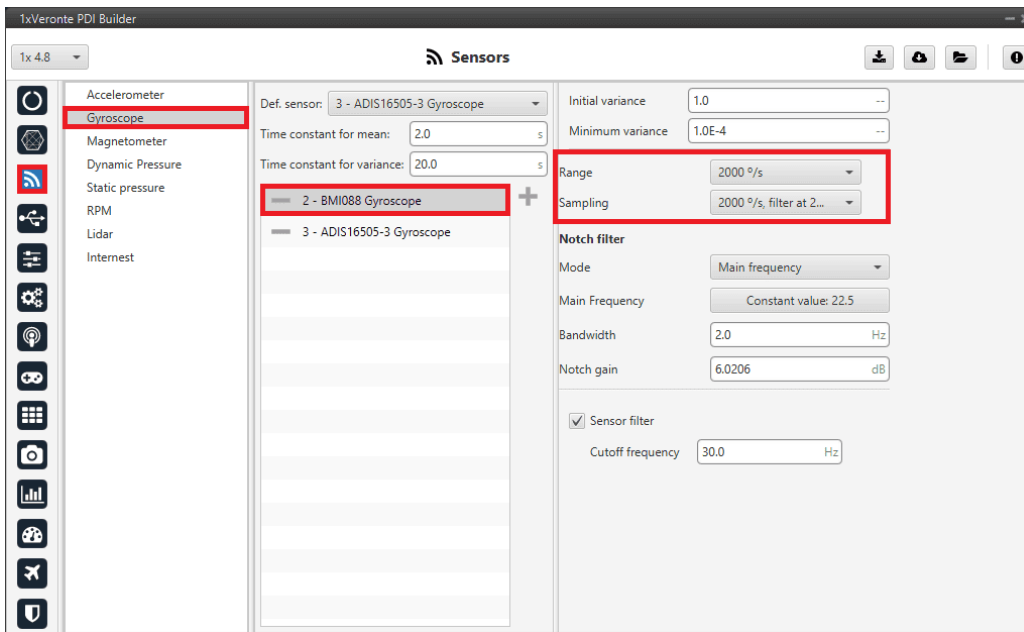 1xVeronte PDI Builder
1x 4.8
Sensors
Accelerometer
Gyroscope
Magnetometer
Dynamic Pressure
Static pressure
RPM
Lidar
Internest
Def. sensor: 3 - ADIS16505-3 Gyroscope
Time constant for mean: 2.0 s
Time constant for variance: 20.0 s
2 - BMI088 Gyroscope
3 - ADIS16505-3 Gyroscope
Initial variance 1.0 --
Minimum variance 1.0E-4 --
Range 2000 º/s
Sampling 2000 º/s, filter at 2...
Notch filter
Mode Main frequency
Main Frequency Constant value: 22.5
Bandwidth 2.0 Hz
Notch gain 6.0206 dB
Sensor filter
Cutoff frequency 30.0 Hz